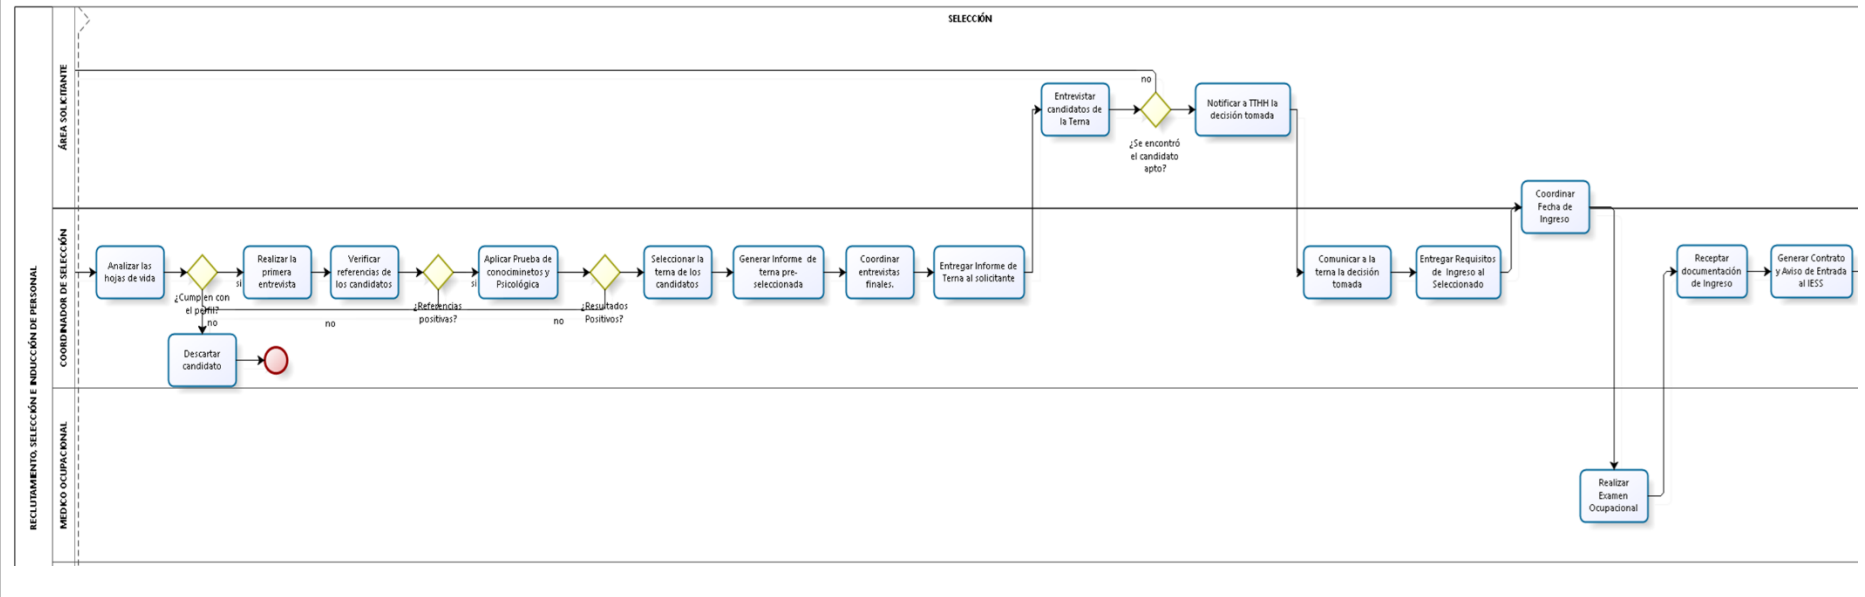 SELECCIÓN
RECLUTAMIENTO, SELECCIÓN E INDUCCIÓN DE PERSONAL
ÁREA SOLICITANTE
no
Entrevistar
candidatos de
la Terna
Notificar a TTHH la
decisión tomada
¿Se encontró
el candidato
apto?
Coordinar
Fecha de
Ingreso
COORDINADOR DE SELECCIÓN
Analizar las
hojas de vida
¿Cumplen con
el perfil?
si
no
Realizar la
primera
entrevista
Verificar
referencias de
los candidatos
¿Referencias
positivas?
si
no
Aplicar Prueba de
conociminetos y
Psicológica
¿Resultados
Positivos?
no
Seleccionar la
terna de los
candidatos
Generar Informe de
terna pre-
seleccionada
Coordinar
entrevistas
finales.
Entregar Informe de
Terna al solicitante
Comunicar a la
terna la decisión
tomada
Entregar Requisitos
de Ingreso al
Seleccionado
Receptar
documentación
de Ingreso
Generar Contrato
y Aviso de Entrada
al IESS
Descartar
candidato
MEDICO OCUPACIONAL
Realizar
Examen
Ocupacional